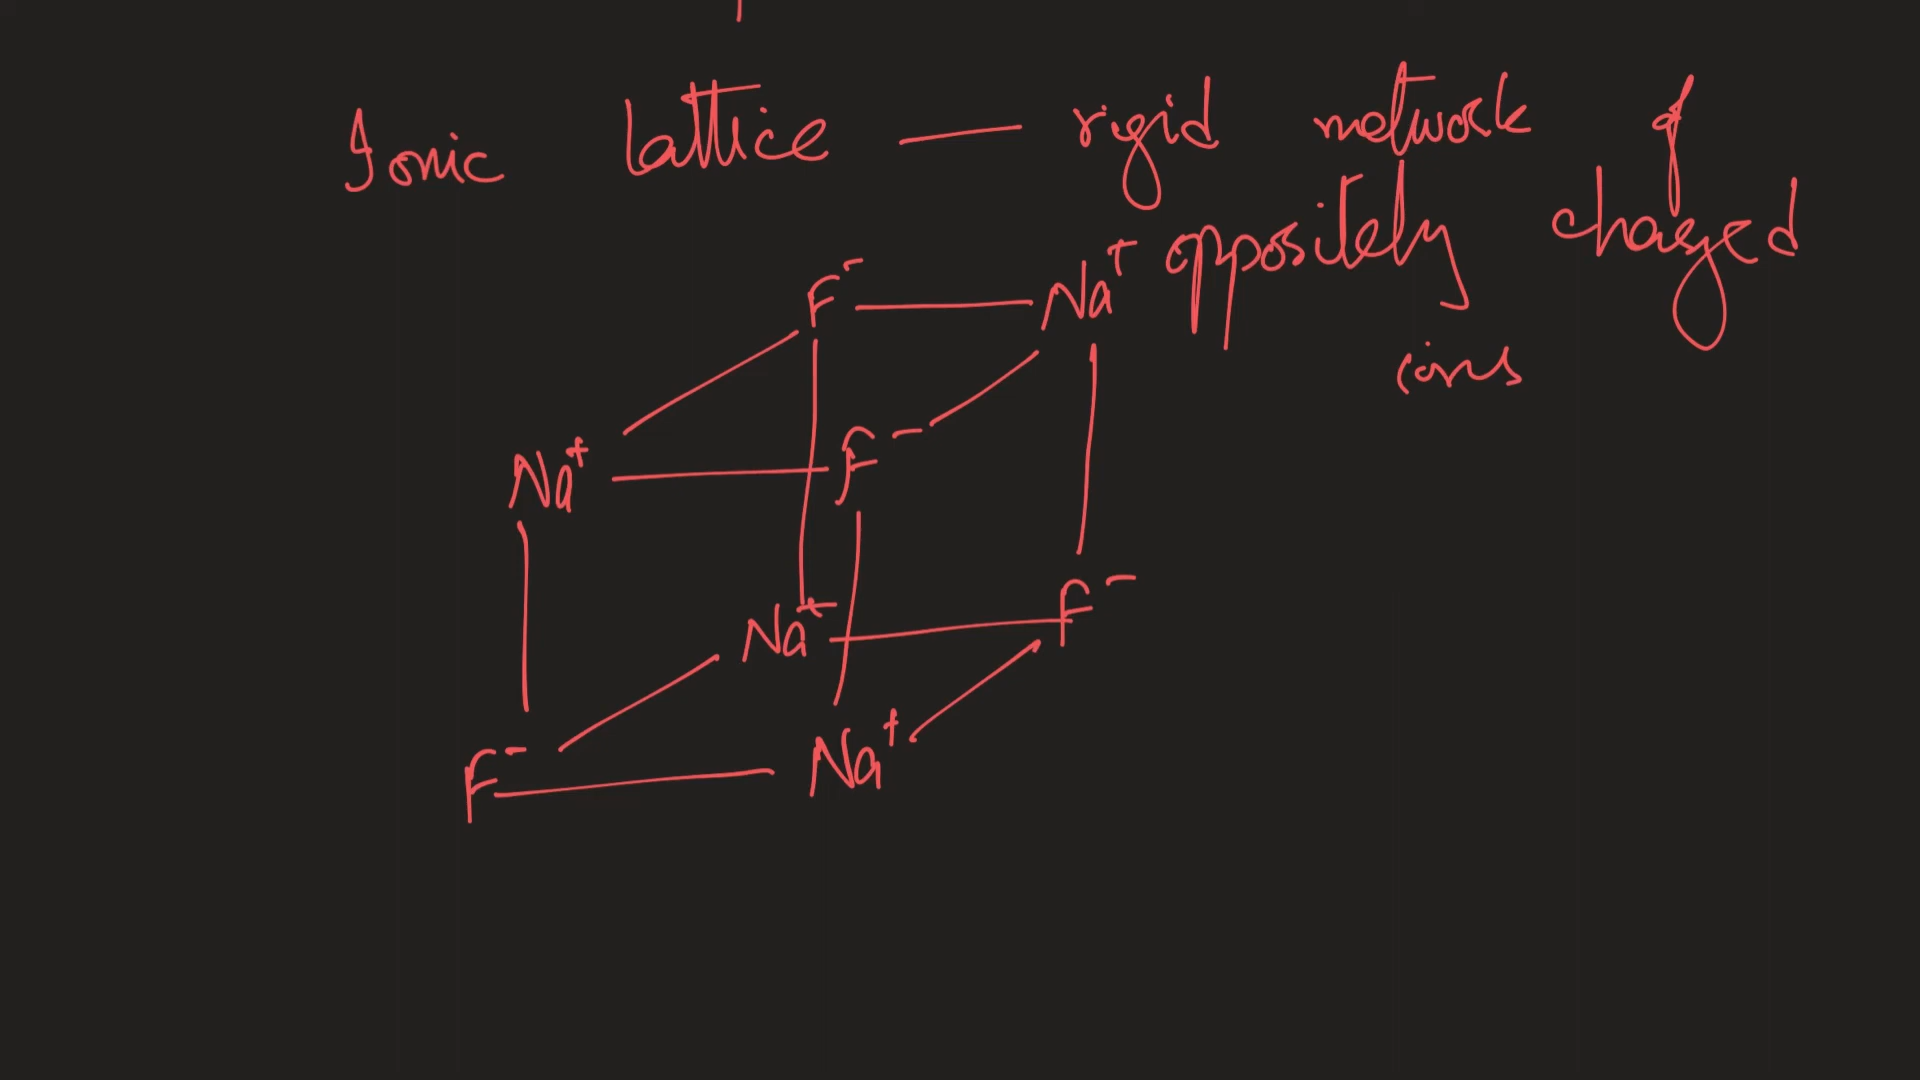 Ionic lattice — rigid network of
oppositely charged
ions
F⁻ Na⁺
Na⁺ F⁻
Na⁺ F⁻
F⁻ Na⁺